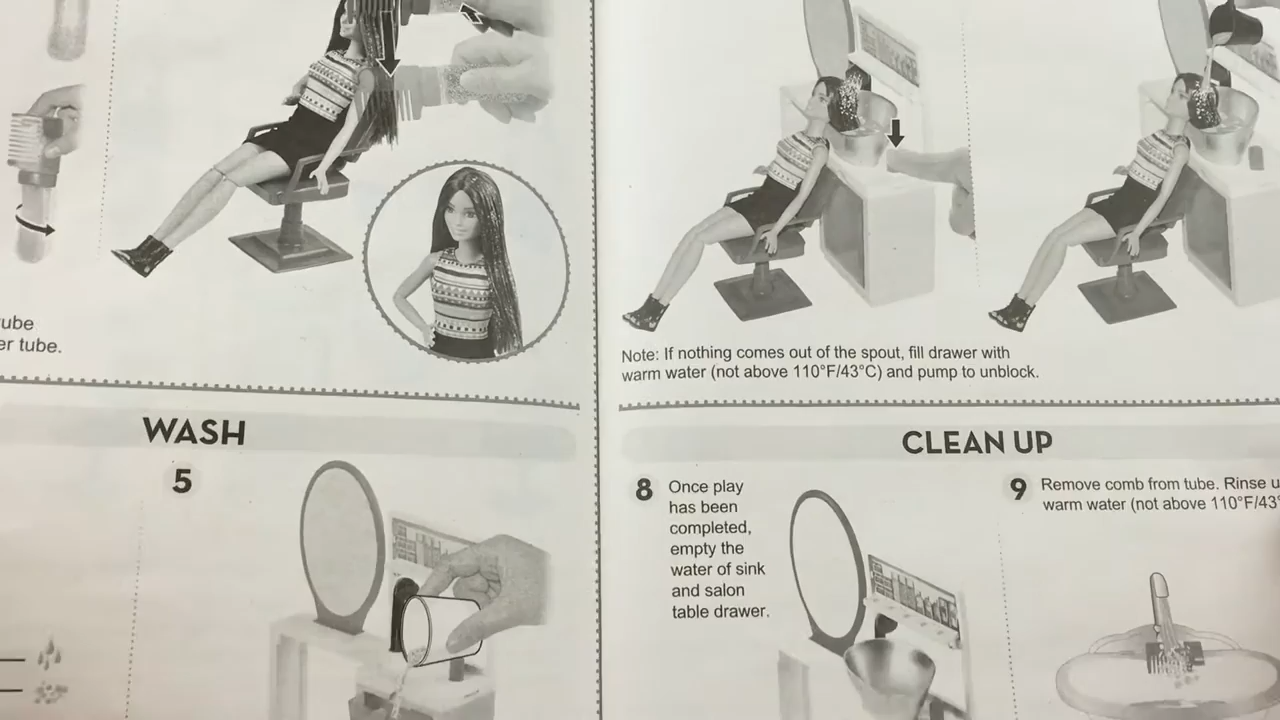 ube
er tube.
Note: If nothing comes out of the spout, fill drawer with
warm water (not above 110°F/43°C) and pump to unblock.
WASH
5
CLEAN UP
8 Once play
has been
completed,
empty the
water of sink
and salon
table drawer.
9 Remove comb from tube. Rinse u
warm water (not above 110°F/43°